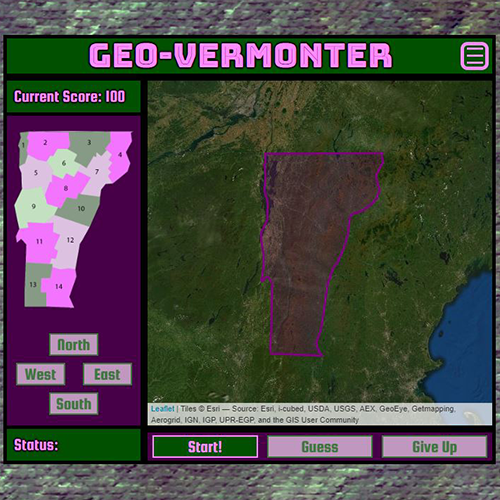 GEO-VERMONTER
Current Score: 100
1 2 3 4
5 6 7
8
9 10
11 12
13 14
North
West East
South
Leaflet | Tiles © Esri — Source: Esri, i-cubed, USDA, USGS, AEX, GeoEye, Getmapping,
Aerogrid, IGN, IGP, UPR-EGP, and the GIS User Community
Status:
Start! Guess Give Up